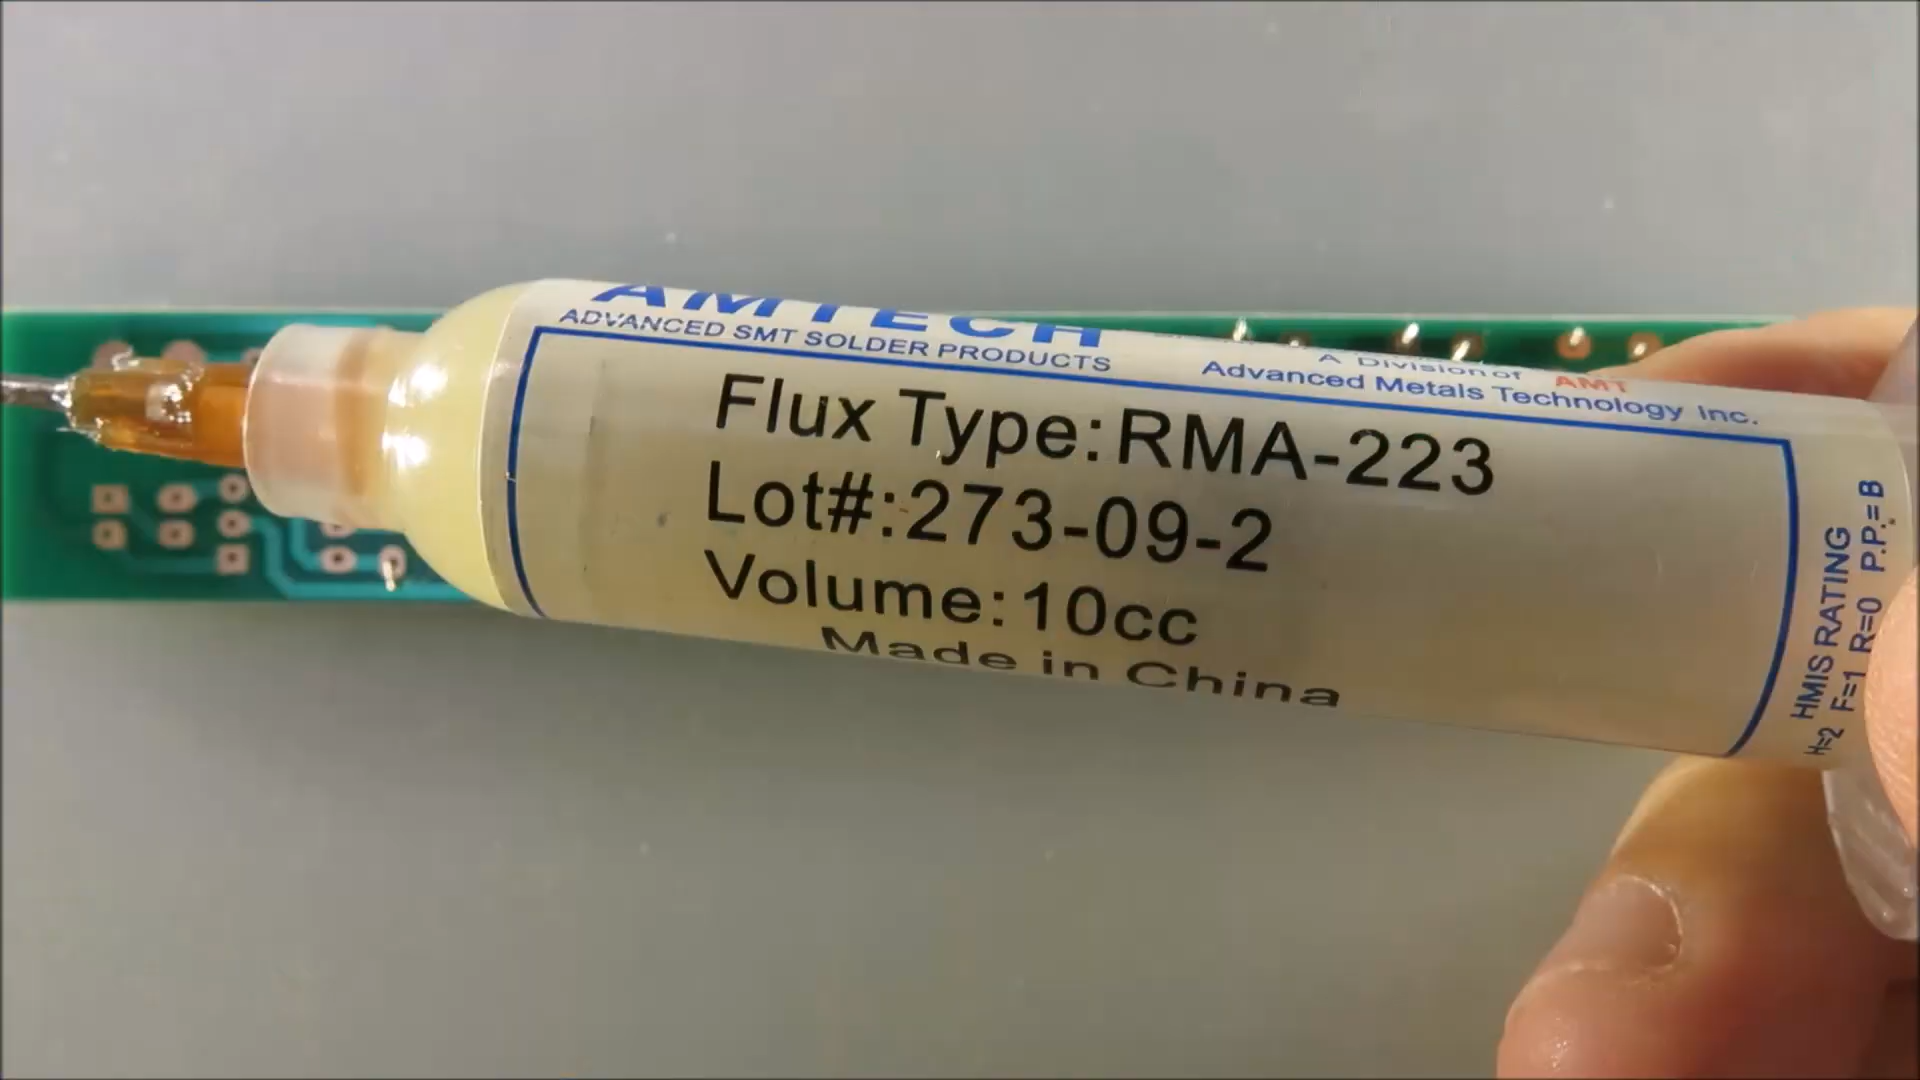 AMTECH
ADVANCED SMT SOLDER PRODUCTS
A Division of AMT
Advanced Metals Technology Inc.
Flux Type:RMA-223
Lot#:273-09-2
Volume:10cc
Made in China
HMIS RATING
H=2 F=1 R=0 P.P.=B